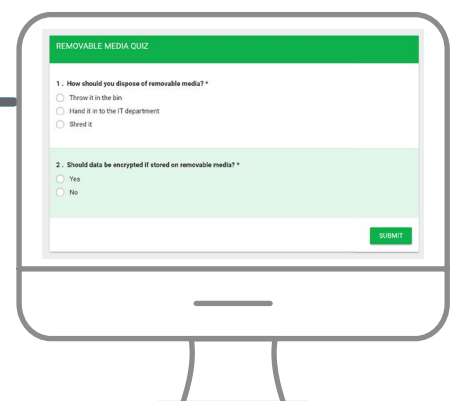 REMOVABLE MEDIA QUIZ
1 . How should you dispose of removable media? *
Throw it in the bin
Hand it in to the IT department
Shred it
2 . Should data be encrypted if stored on removable media? *
Yes
No
SUBMIT